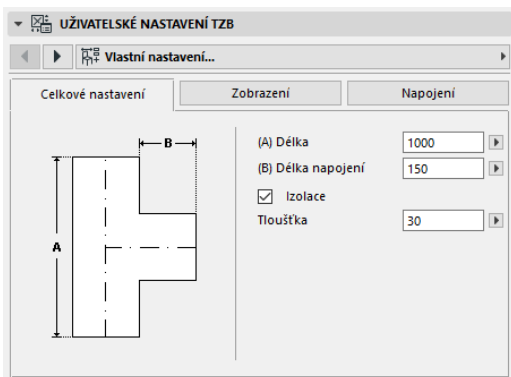 UŽIVATELSKÉ NASTAVENÍ TZB
Vlastní nastavení...
Celkové nastavení
Zobrazení
Napojení
B
A
(A) Délka 1000
(B) Délka napojení 150
Izolace
Tloušťka 30